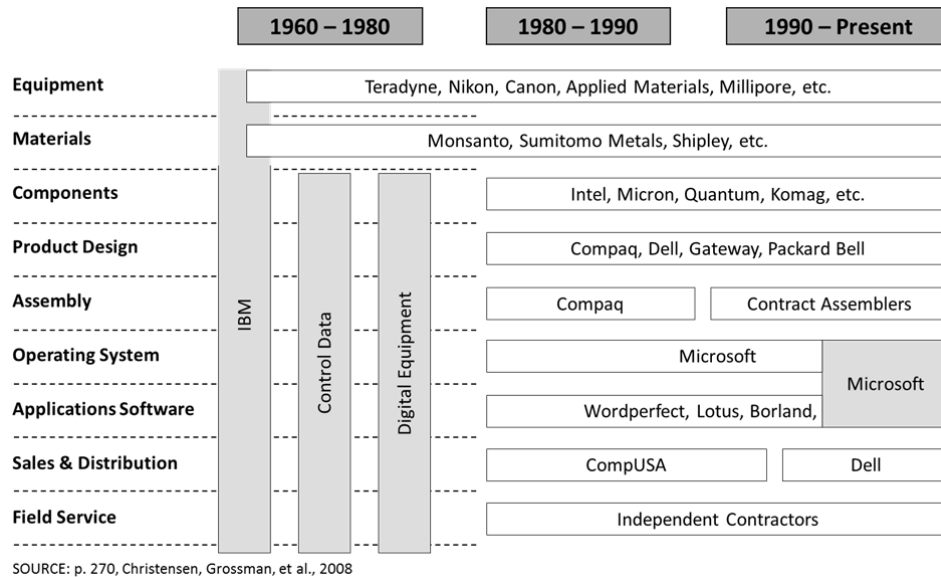 1960 – 1980
1980 – 1990
1990 – Present
Equipment
Teradyne, Nikon, Canon, Applied Materials, Millipore, etc.
Materials
Monsanto, Sumitomo Metals, Shipley, etc.
Components
Intel, Micron, Quantum, Komag, etc.
Product Design
Compaq, Dell, Gateway, Packard Bell
Assembly
Compaq
Contract Assemblers
IBM
Control Data
Digital Equipment
Operating System
Microsoft
Microsoft
Applications Software
Wordperfect, Lotus, Borland,
Sales & Distribution
CompUSA
Dell
Field Service
Independent Contractors
SOURCE: p. 270, Christensen, Grossman, et al., 2008